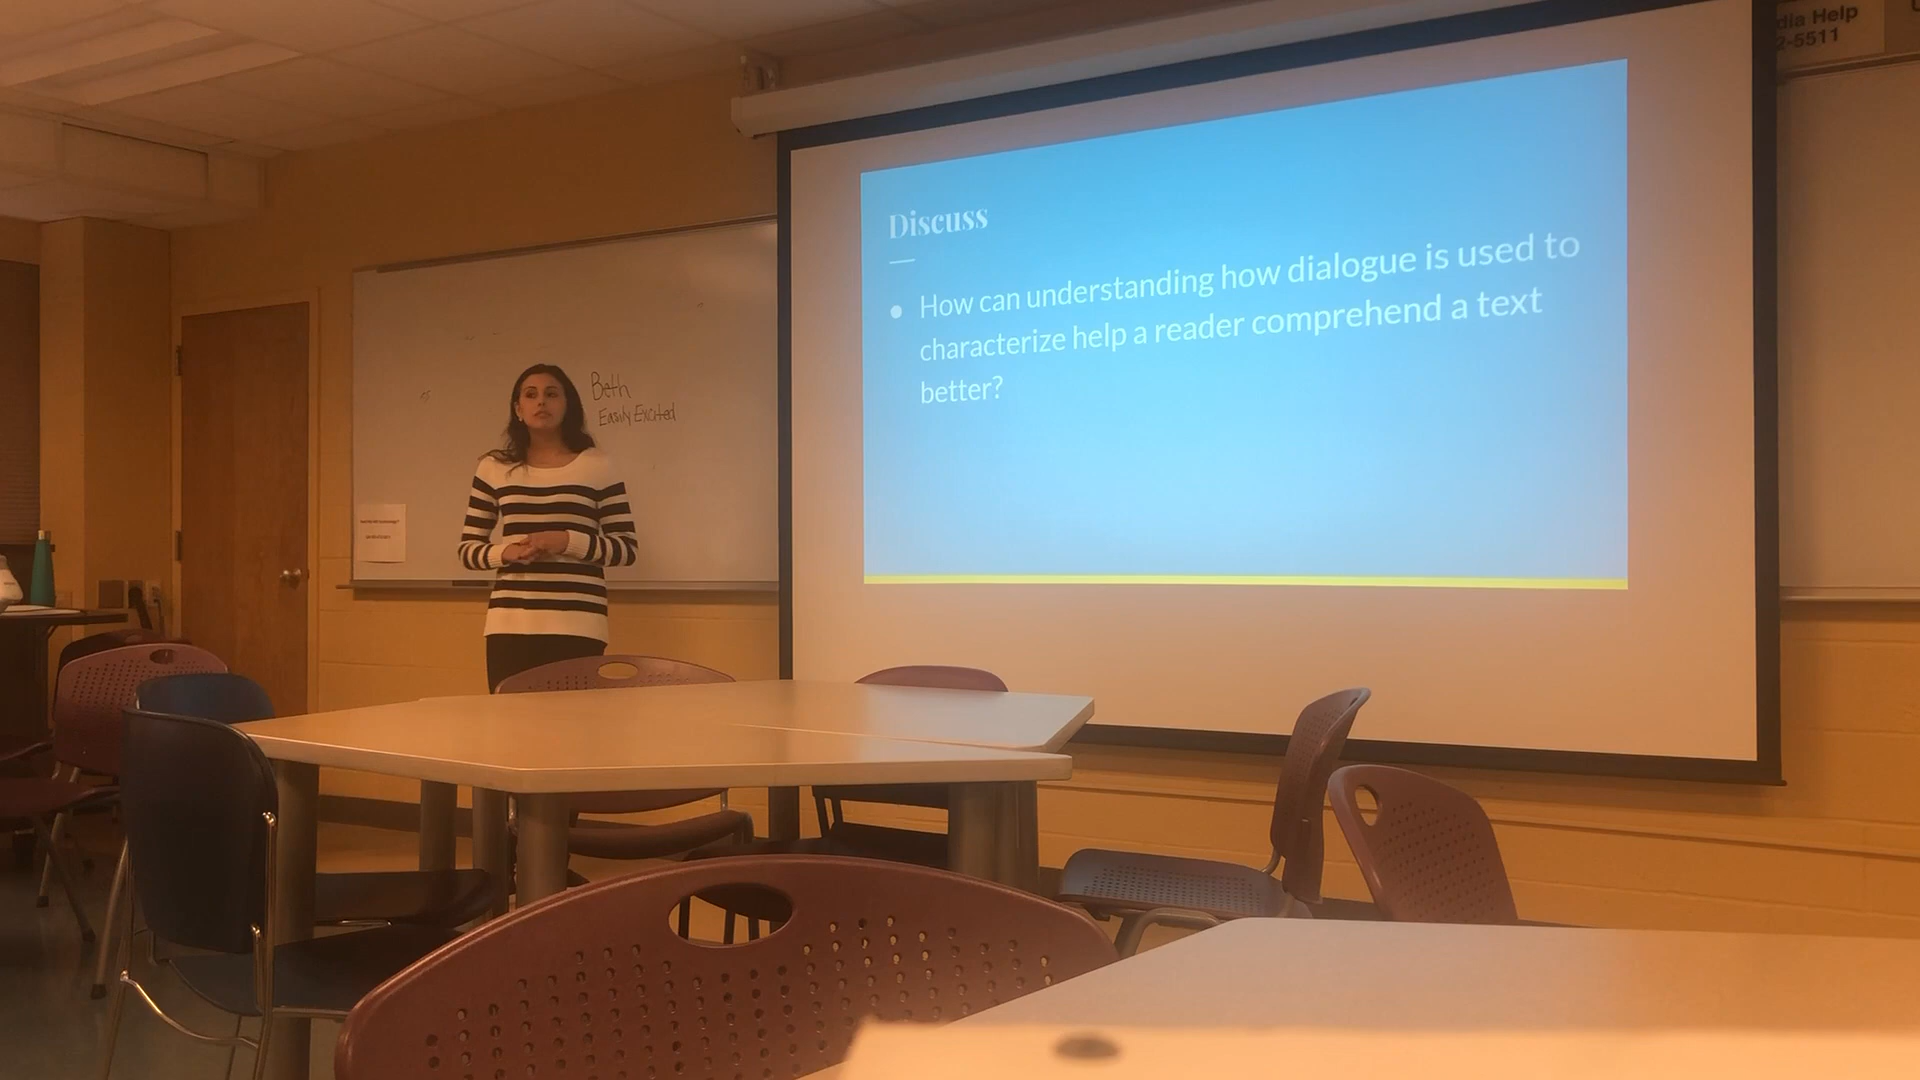 dia Help
2-5511
Discuss
How can understanding how dialogue is used to
characterize help a reader comprehend a text
better?
Beth
Easily Excited